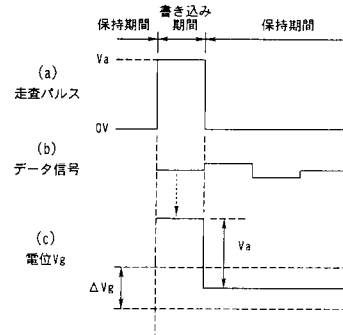 保持期間
書き込み
期間
保持期間
(a)
走査パルス
Va
0V
(b)
データ信号
(c)
電位Vg
Va
ΔVg